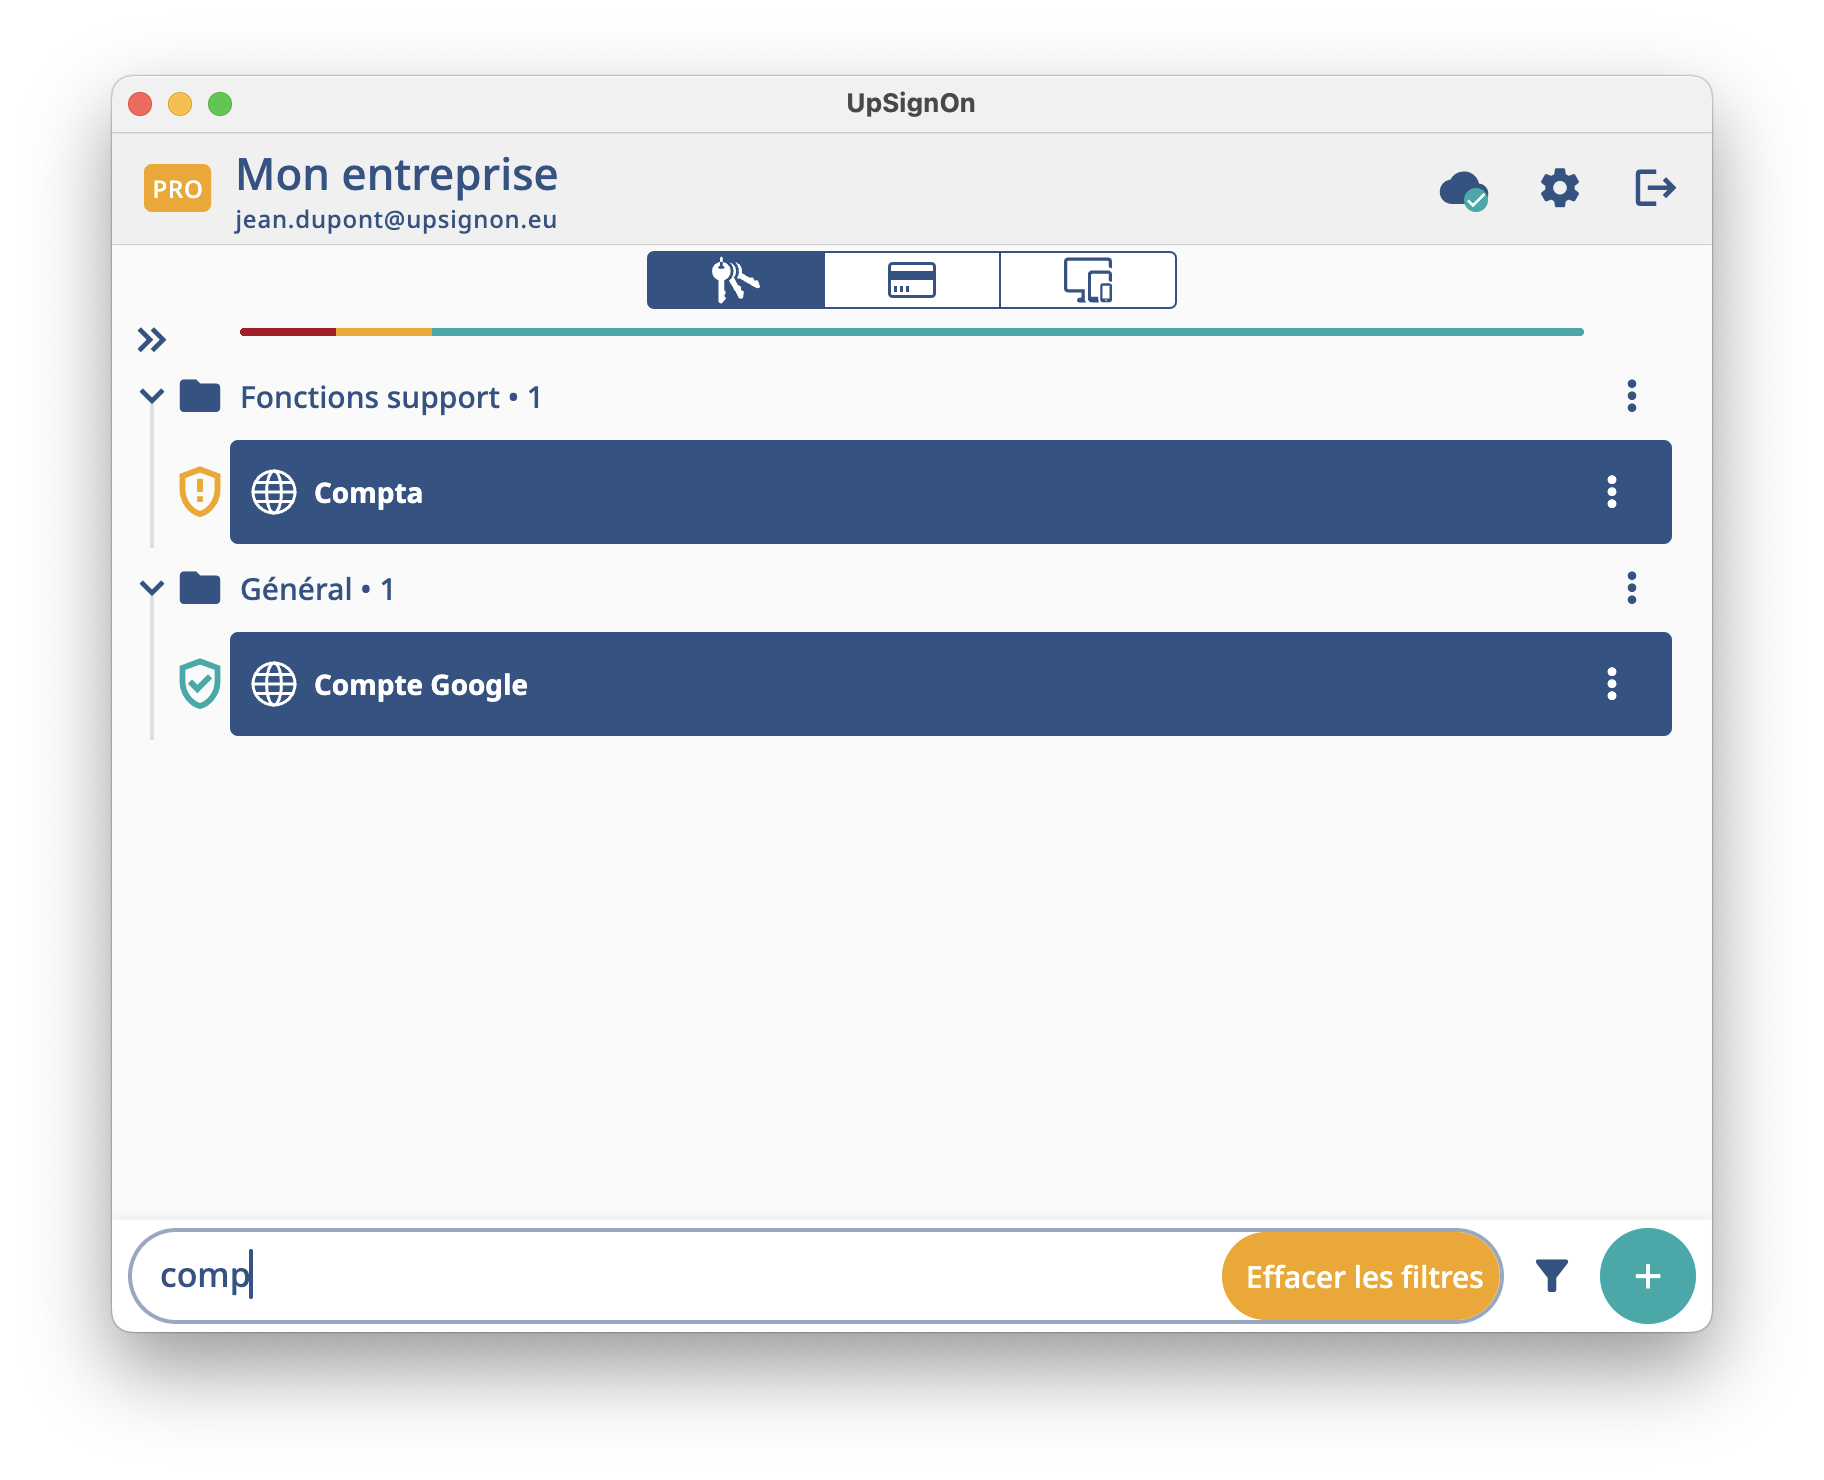 UpSignOn
PRO
Mon entreprise
jean.dupont@upsignon.eu
Fonctions support • 1
Compta
Général • 1
Compte Google
comp
Effacer les filtres